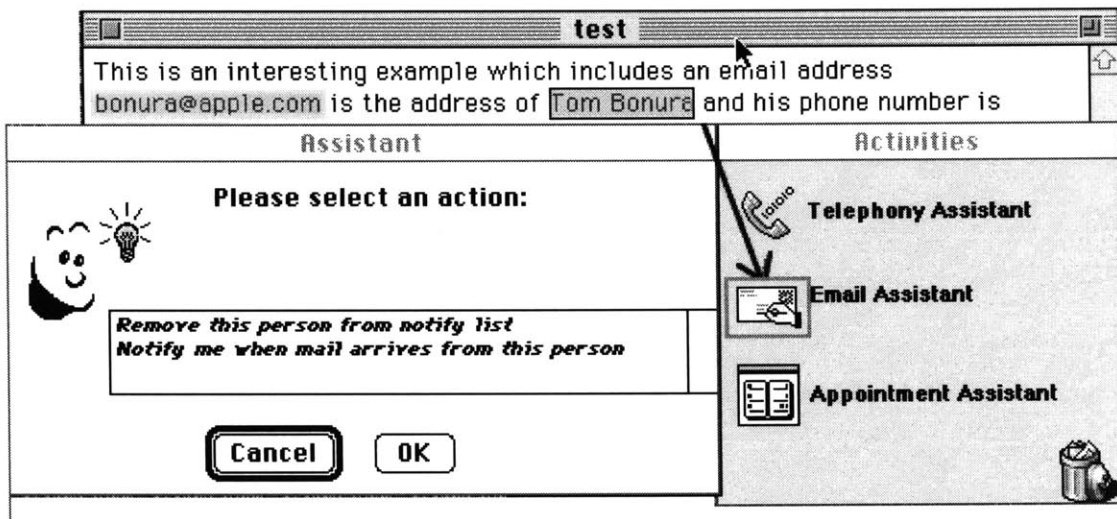 test
This is an interesting example which includes an email address
bonura@apple.com is the address of Tom Bonura and his phone number is
Assistant
Please select an action:
Remove this person from notify list
Notify me when mail arrives from this person
Cancel
OK
Activities
Telephony Assistant
Email Assistant
Appointment Assistant